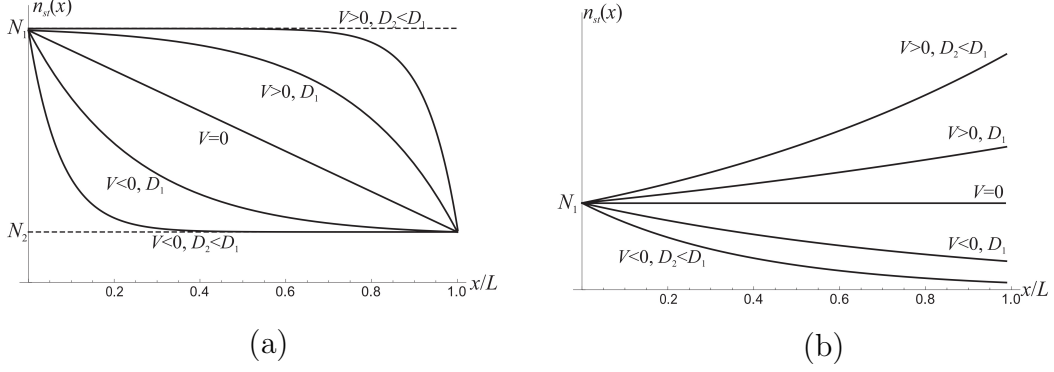 n_st(x)
N_1
V>0, D_2<D_1
V>0, D_1
V=0
V<0, D_1
N_2
V<0, D_2<D_1
0.2 0.4 0.6 0.8 1.0 x/L
(a)
n_st(x)
V>0, D_2<D_1
V>0, D_1
V=0
N_1
V<0, D_1
V<0, D_2<D_1
0.2 0.4 0.6 0.8 1.0 x/L
(b)